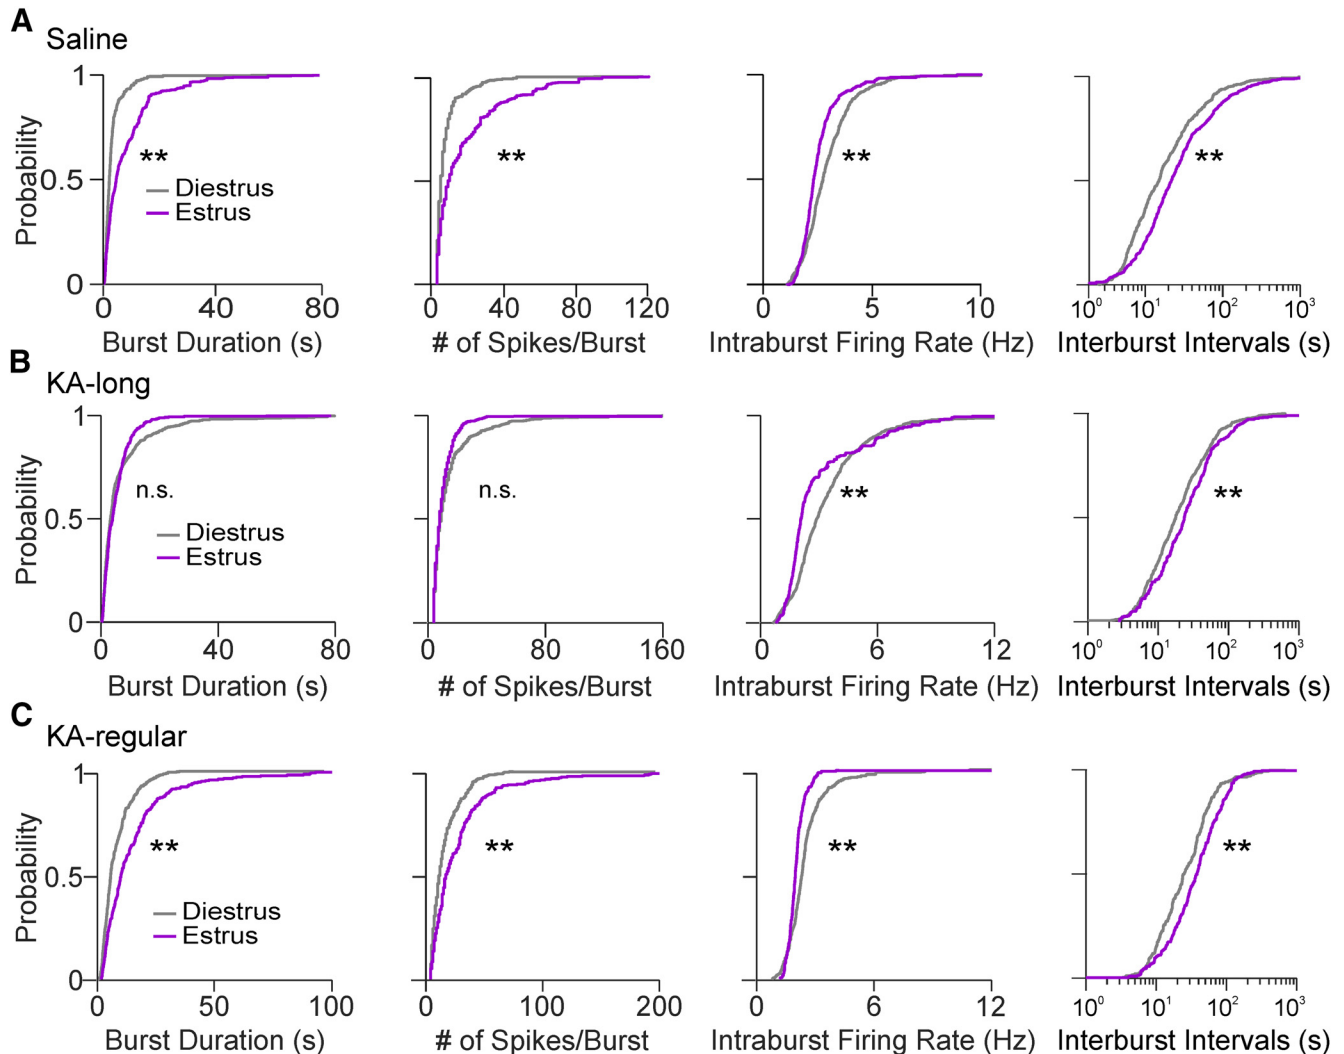 A
Saline
Probability
1
0.5
0
**
Diestrus
Estrus
0 40 80
Burst Duration (s)
**
0 40 80 120
# of Spikes/Burst
**
0 5 10
Intraburst Firing Rate (Hz)
**
10⁰ 10¹ 10² 10³
Interburst Intervals (s)
B
KA-long
Probability
1
0.5
0
n.s.
Diestrus
Estrus
0 40 80
Burst Duration (s)
n.s.
0 80 160
# of Spikes/Burst
**
0 6 12
Intraburst Firing Rate (Hz)
**
10⁰ 10¹ 10² 10³
Interburst Intervals (s)
C
KA-regular
Probability
1
0.5
0
**
Diestrus
Estrus
0 50 100
Burst Duration (s)
**
0 100 200
# of Spikes/Burst
**
0 6 12
Intraburst Firing Rate (Hz)
**
10⁰ 10¹ 10² 10³
Interburst Intervals (s)